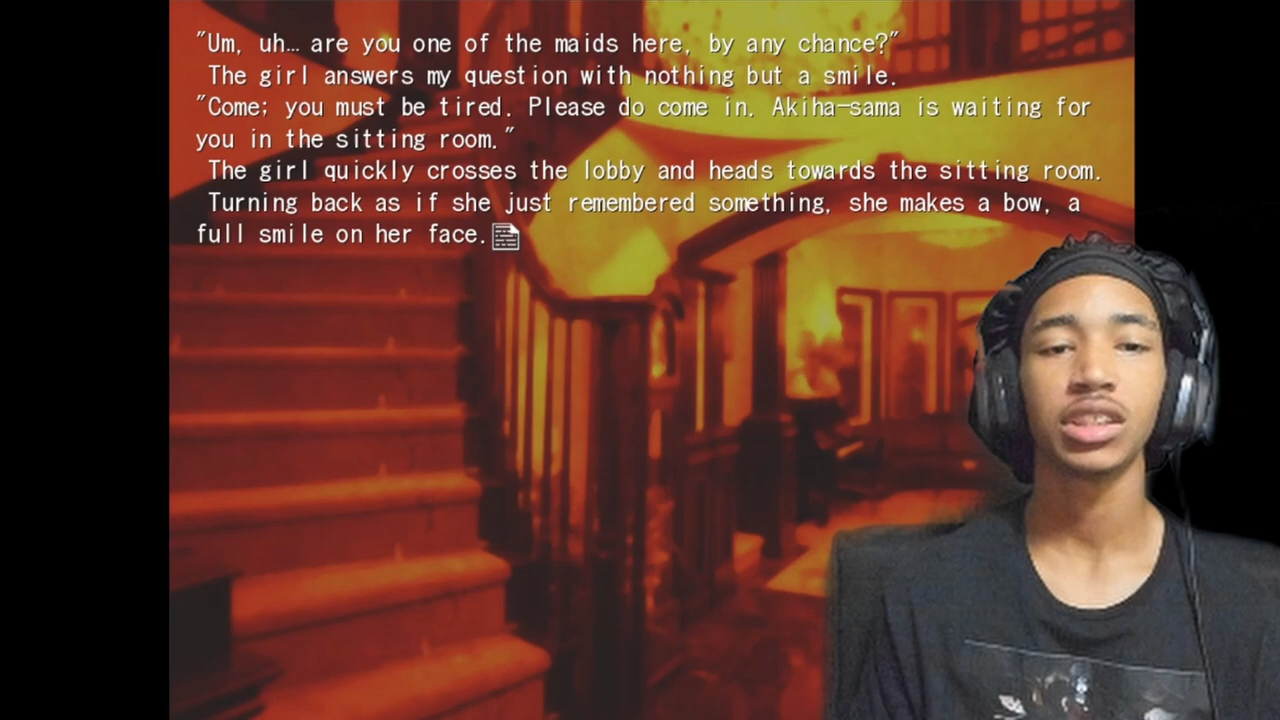 "Um, uh… are you one of the maids here, by any chance?"
The girl answers my question with nothing but a smile.
"Come; you must be tired. Please do come in. Akiha-sama is waiting for
you in the sitting room."
The girl quickly crosses the lobby and heads towards the sitting room.
Turning back as if she just remembered something, she makes a bow, a
full smile on her face.